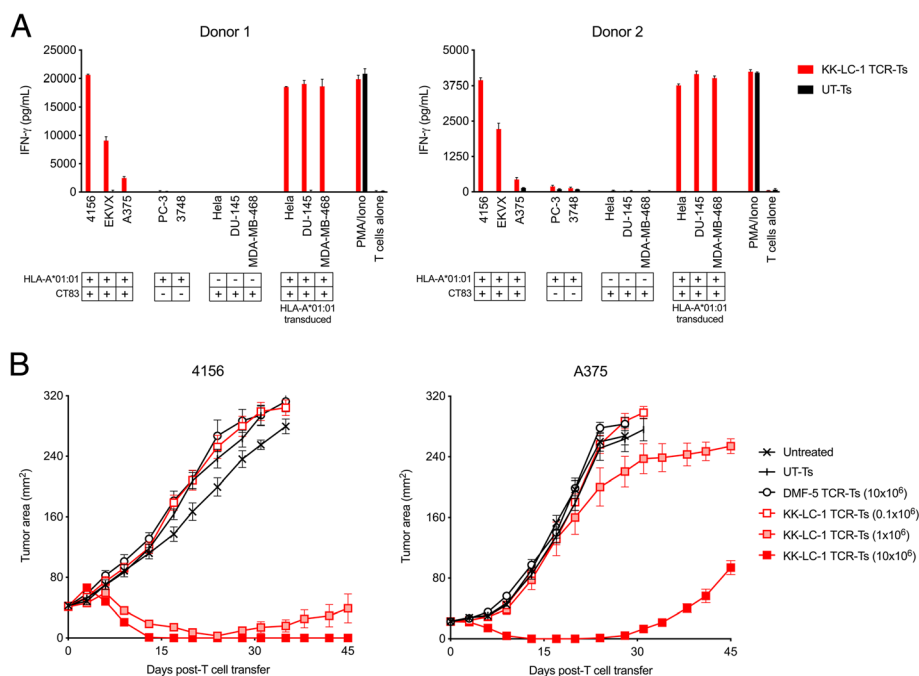 A
Donor 1
Donor 2
IFN-γ (pg/mL)
25000
20000
15000
10000
5000
0
4156
EKVX
A375
PC-3
3748
Hela
DU-145
MDA-MB-468
Hela
DU-145
MDA-MB-468
PMA/Iono
T cells alone
HLA-A*01:01 + + + + + - - - + + +
CT83 + + + - - + + + + + +
HLA-A*01:01
transduced
IFN-γ (pg/mL)
5000
3750
2500
1250
0
4156
EKVX
A375
PC-3
3748
Hela
DU-145
MDA-MB-468
Hela
DU-145
MDA-MB-468
PMA/Iono
T cells alone
HLA-A*01:01 + + + + + - - - + + +
CT83 + + + - - + + + + + +
HLA-A*01:01
transduced
KK-LC-1 TCR-Ts
UT-Ts
B
4156
Tumor area (mm²)
320
240
160
80
0
0 15 30 45
Days post-T cell transfer
A375
Tumor area (mm²)
320
240
160
80
0
0 15 30 45
Days post-T cell transfer
Untreated
UT-Ts
DMF-5 TCR-Ts (10x10⁶)
KK-LC-1 TCR-Ts (0.1x10⁶)
KK-LC-1 TCR-Ts (1x10⁶)
KK-LC-1 TCR-Ts (10x10⁶)